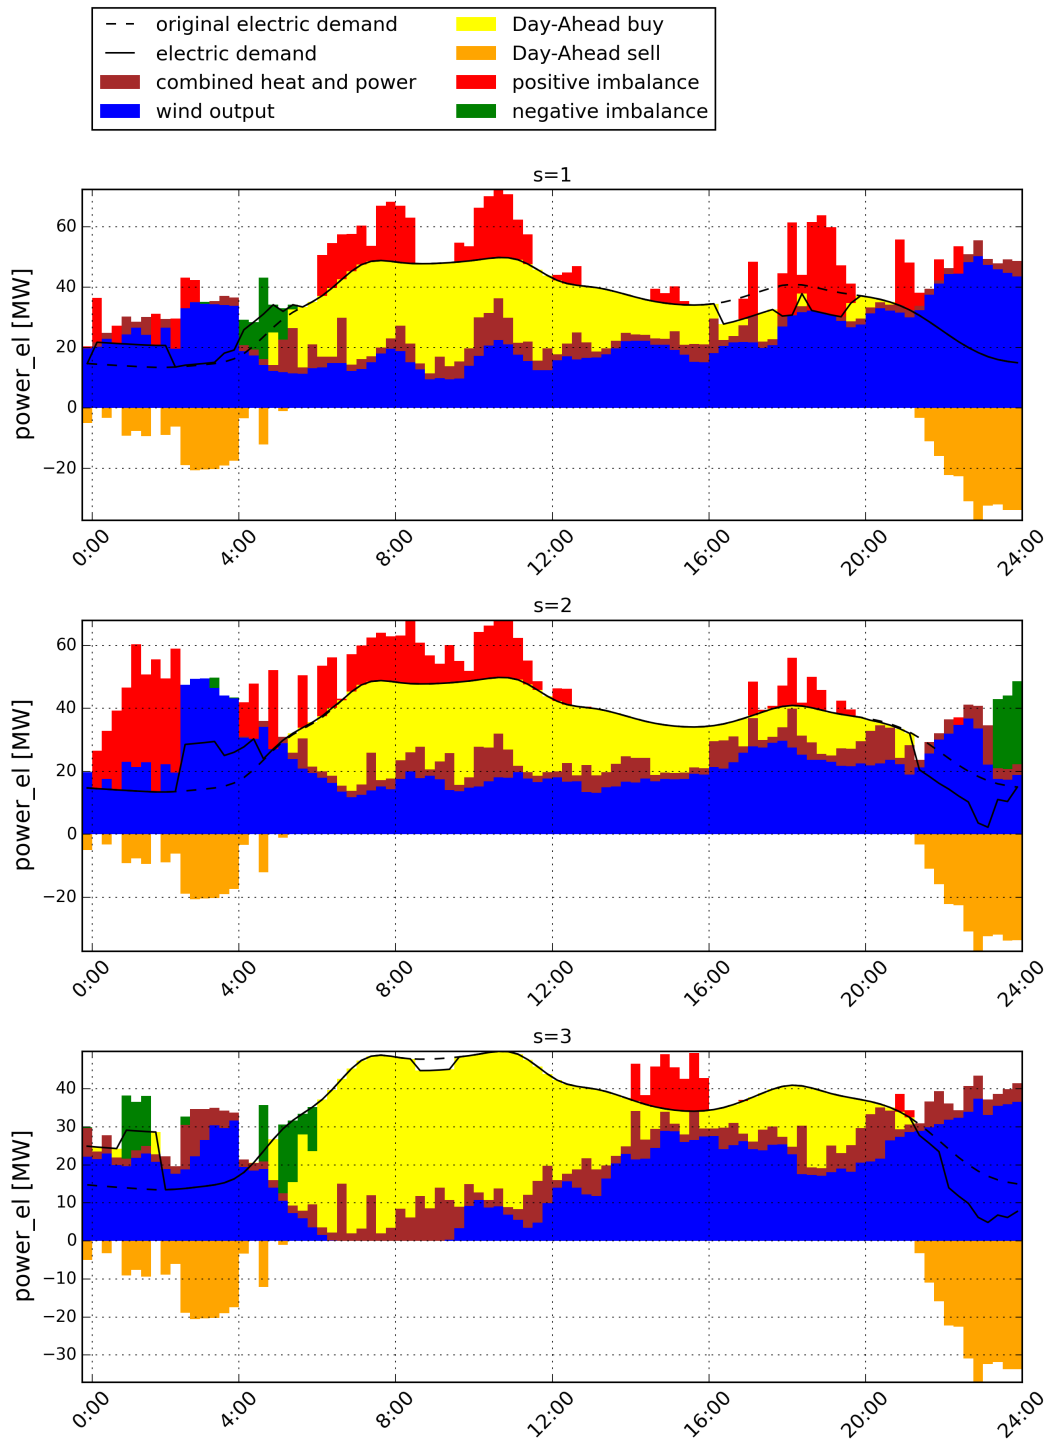 original electric demand
electric demand
combined heat and power
wind output
Day-Ahead buy
Day-Ahead sell
positive imbalance
negative imbalance
s=1
power_el [MW]
60
40
20
0
−20
0:00 4:00 8:00 12:00 16:00 20:00 24:00
s=2
power_el [MW]
60
40
20
0
−20
0:00 4:00 8:00 12:00 16:00 20:00 24:00
s=3
power_el [MW]
40
30
20
10
0
−10
−20
−30
0:00 4:00 8:00 12:00 16:00 20:00 24:00